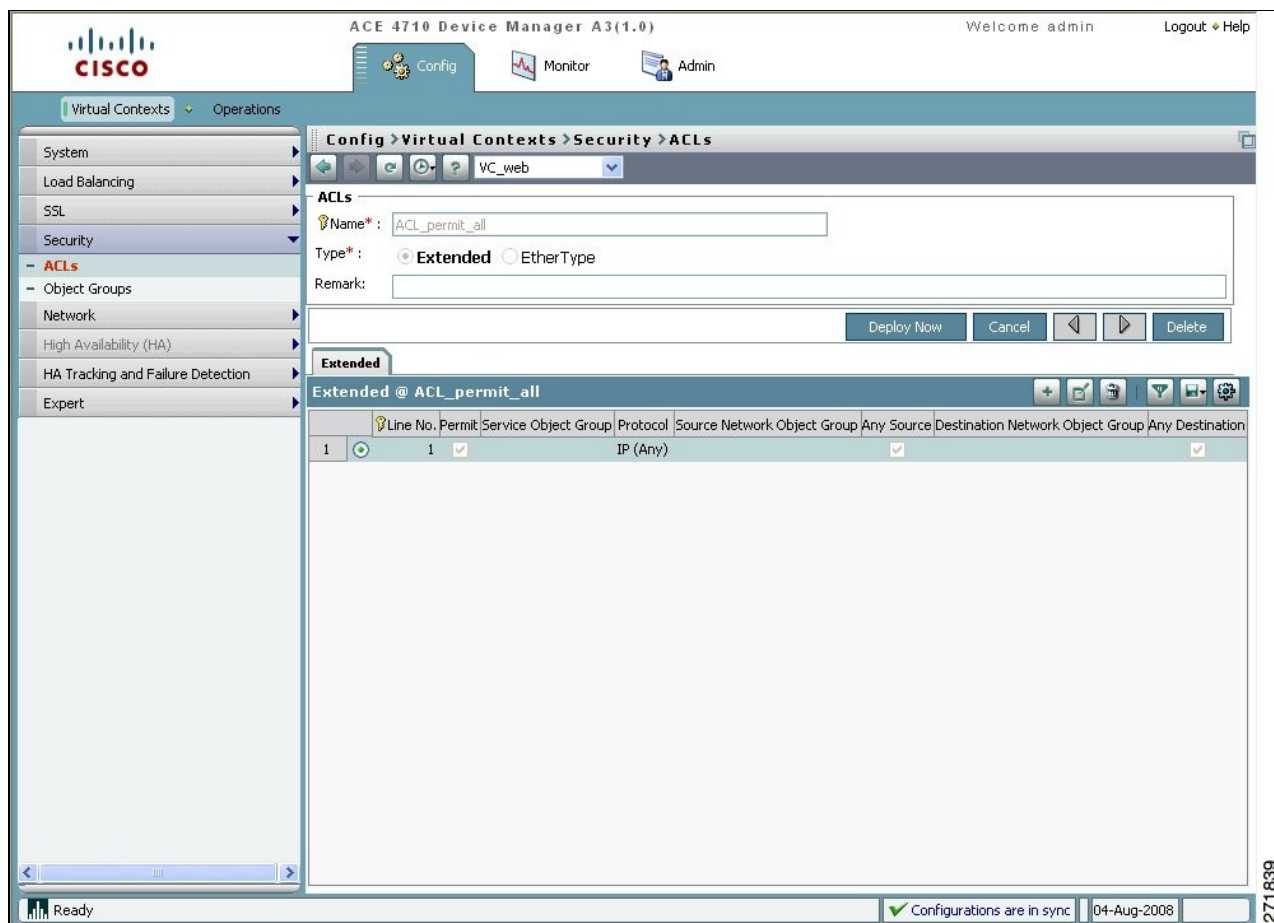 ACE 4710 Device Manager A3(1.0)
Welcome admin
Logout Help
CISCO
Config
Monitor
Admin
Virtual Contexts
Operations
System
Load Balancing
SSL
Security
ACLs
Object Groups
Network
High Availability (HA)
HA Tracking and Failure Detection
Expert
Config > Virtual Contexts > Security > ACLs
? VC_web
ACLs
Name* : ACL_permit_all
Type* : Extended EtherType
Remark:
Deploy Now Cancel Delete
Extended
Extended @ ACL_permit_all
Line No. Permit Service Object Group Protocol Source Network Object Group Any Source Destination Network Object Group Any Destination
1 1 IP (Any)
Ready
Configurations are in sync
04-Aug-2008
271839